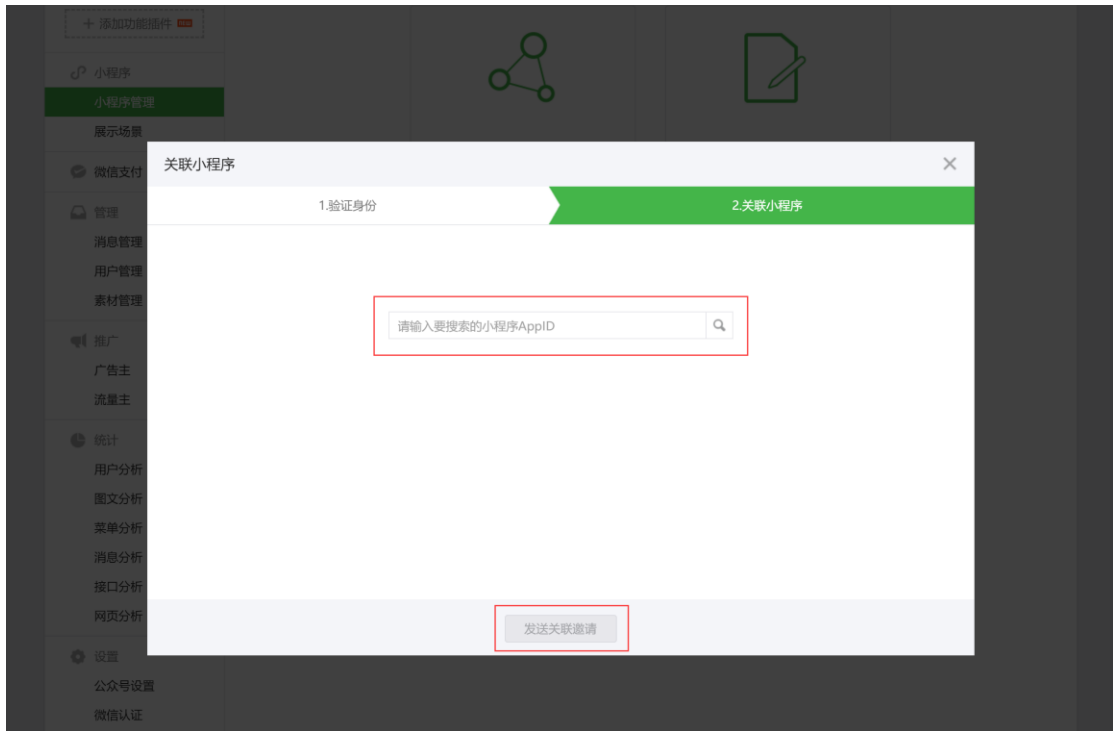 添加功能插件
小程序
小程序管理
展示场景
微信支付
管理
消息管理
用户管理
素材管理
推广
广告主
流量主
统计
用户分析
图文分析
菜单分析
消息分析
接口分析
网页分析
设置
公众号设置
微信认证
关联小程序
1.验证身份
2.关联小程序
请输入要搜索的小程序AppID
发送关联邀请